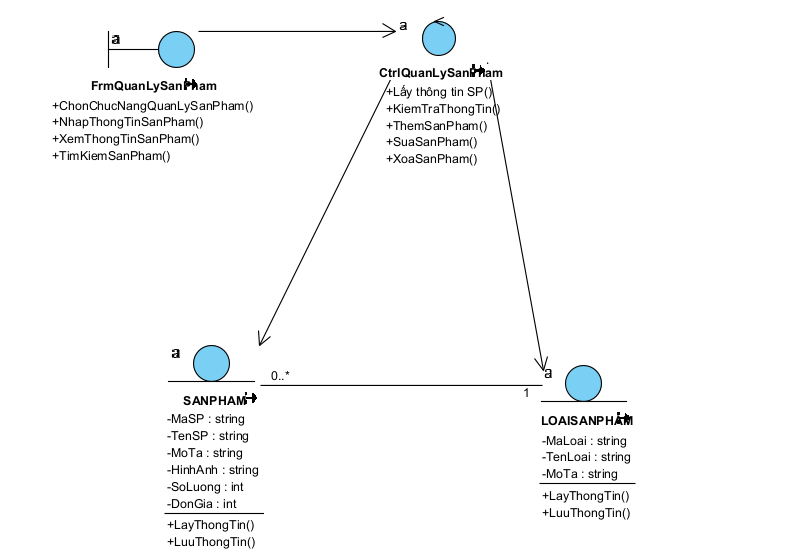 a
FrmQuanLySanPham
+ChonChucNangQuanLySanPham()
+NhapThongTinSanPham()
+XemThongTinSanPham()
+TimKiemSanPham()
a
CtrlQuanLySanPham
+Lấy thông tin SP()
+KiemTraThongTin()
+ThemSanPham()
+SuaSanPham()
+XoaSanPham()
a
SANPHAM
-MaSP : string
-TenSP : string
-MoTa : string
-HinhAnh : string
-SoLuong : int
-DonGia : int
+LayThongTin()
+LuuThongTin()
0..*
1
a
LOAISANPHAM
-MaLoai : string
-TenLoai : string
-MoTa : string
+LayThongTin()
+LuuThongTin()